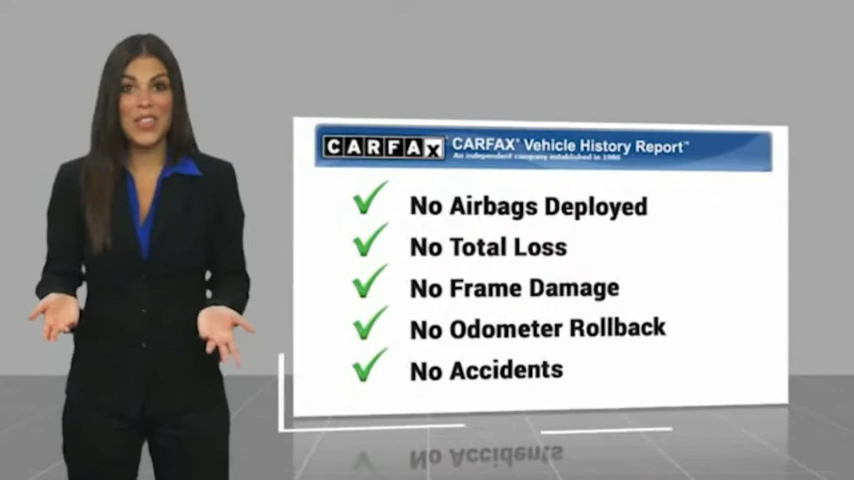 CARFAX CARFAX® Vehicle History Report™
An independent company established in 1986
No Airbags Deployed
No Total Loss
No Frame Damage
No Odometer Rollback
No Accidents
No Accidents